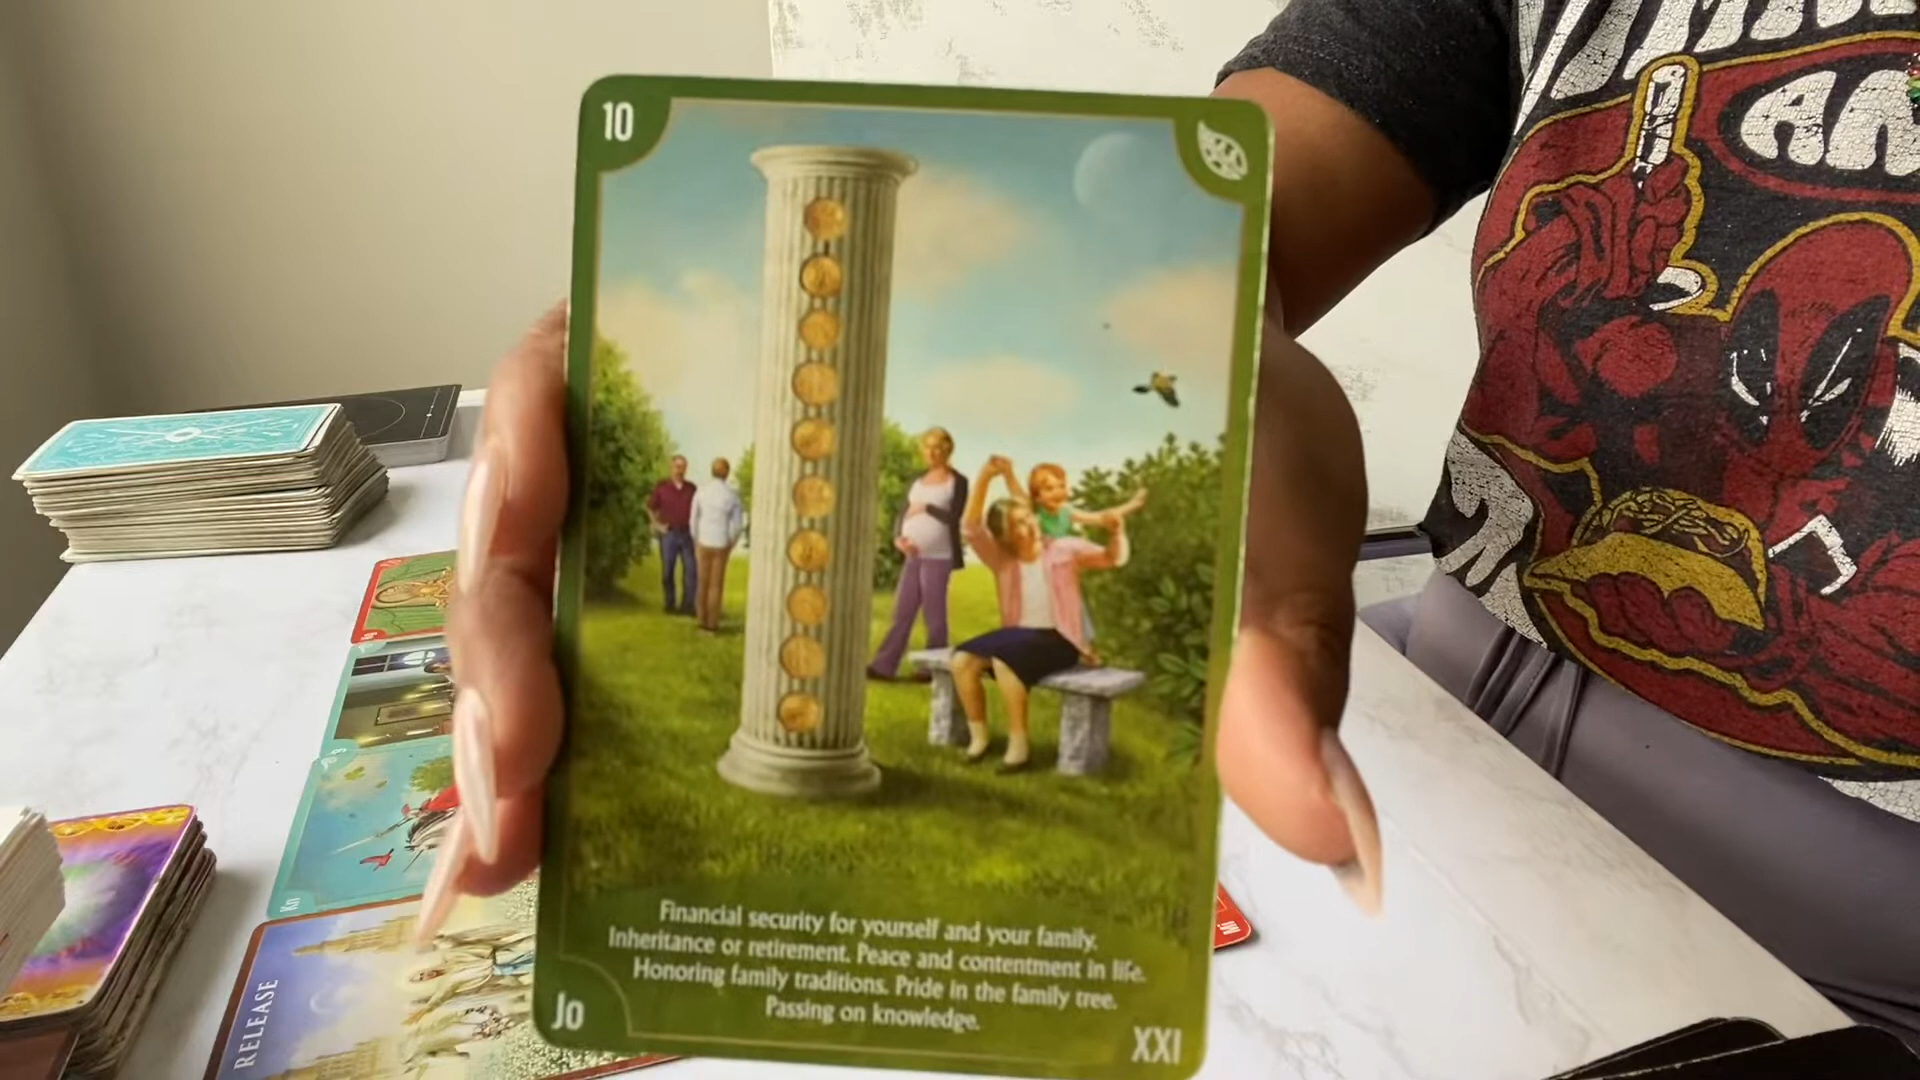 10
Financial security for yourself and your family.
Inheritance or retirement. Peace and contentment in life.
Honoring family traditions. Pride in the family tree.
Passing on knowledge.
Jo
XXI
RELEASE
Kn